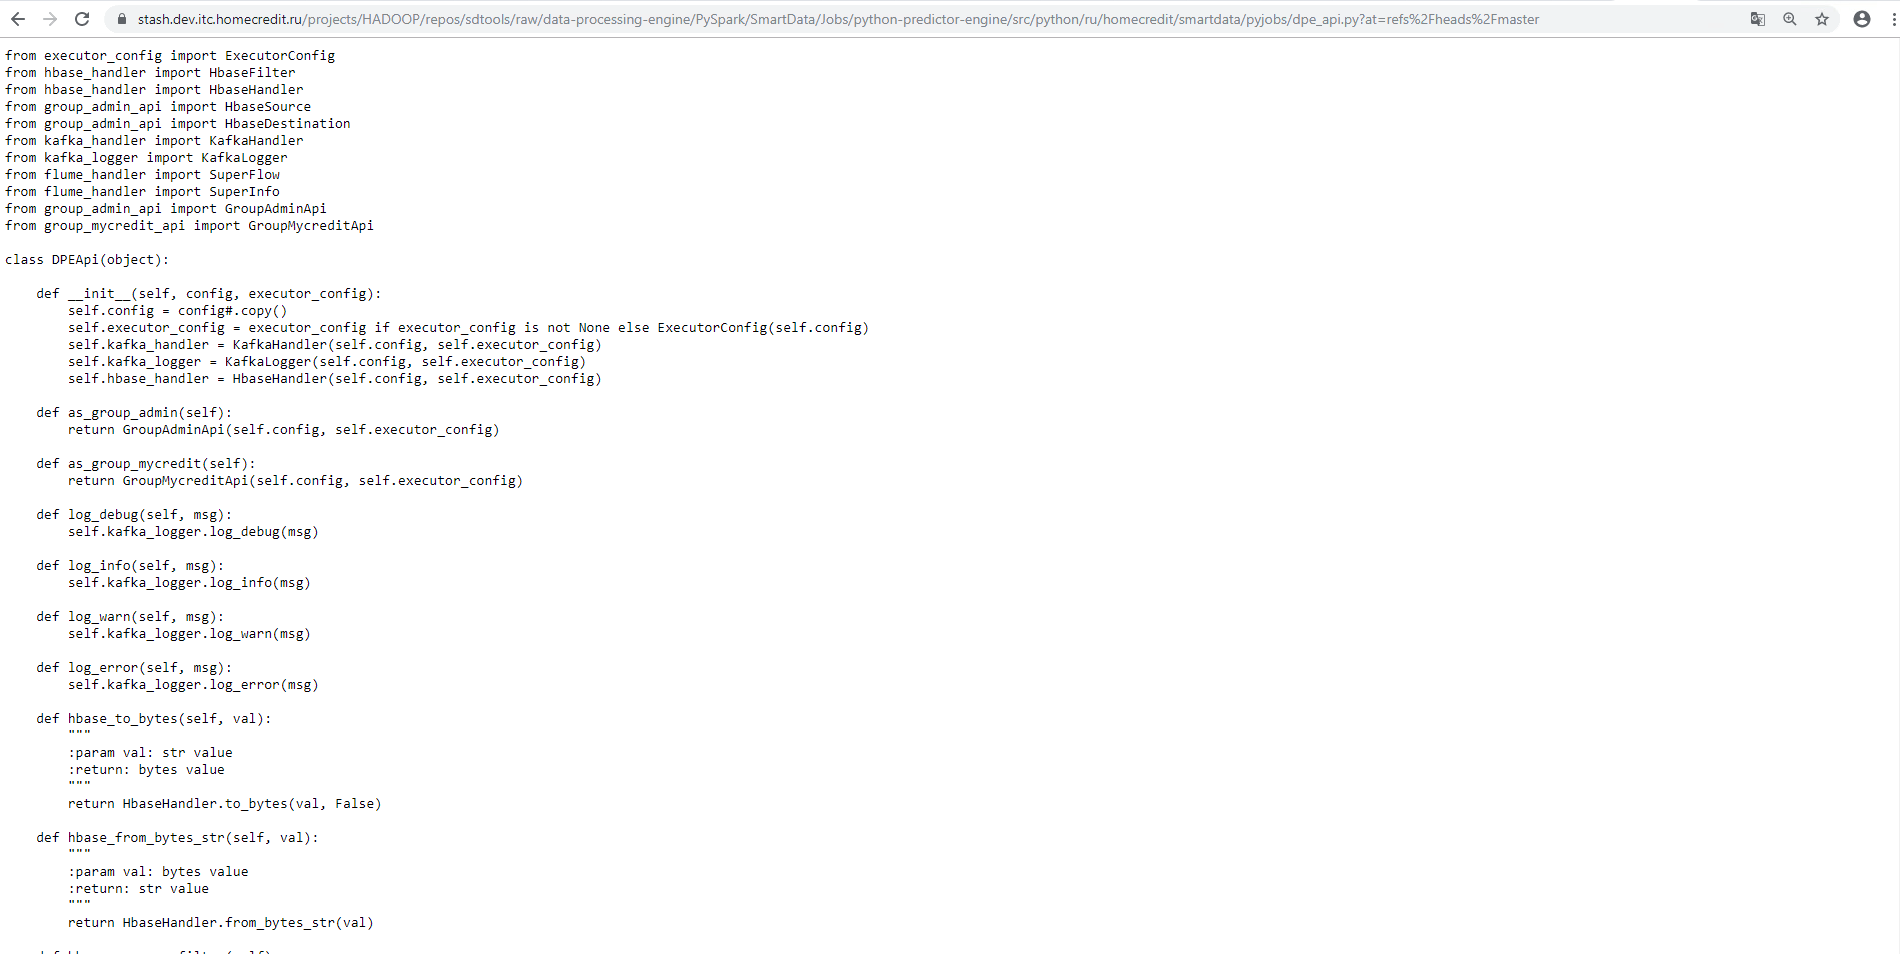 stash.dev.itc.homecredit.ru/projects/HADOOP/repos/sdtools/raw/data-processing-engine/PySpark/SmartData/Jobs/python-predictor-engine/src/python/ru/homecredit/smartdata/pyjobs/dpe_api.py?at=refs%2Fheads%2Fmaster
from executor_config import ExecutorConfig
from hbase_handler import HbaseFilter
from hbase_handler import HbaseHandler
from group_admin_api import HbaseSource
from group_admin_api import HbaseDestination
from kafka_handler import KafkaHandler
from kafka_logger import KafkaLogger
from flume_handler import SuperFlow
from flume_handler import SuperInfo
from group_admin_api import GroupAdminApi
from group_mycredit_api import GroupMycreditApi

class DPEApi(object):

    def __init__(self, config, executor_config):
        self.config = config#.copy()
        self.executor_config = executor_config if executor_config is not None else ExecutorConfig(self.config)
        self.kafka_handler = KafkaHandler(self.config, self.executor_config)
        self.kafka_logger = KafkaLogger(self.config, self.executor_config)
        self.hbase_handler = HbaseHandler(self.config, self.executor_config)

    def as_group_admin(self):
        return GroupAdminApi(self.config, self.executor_config)

    def as_group_mycredit(self):
        return GroupMycreditApi(self.config, self.executor_config)

    def log_debug(self, msg):
        self.kafka_logger.log_debug(msg)

    def log_info(self, msg):
        self.kafka_logger.log_info(msg)

    def log_warn(self, msg):
        self.kafka_logger.log_warn(msg)

    def log_error(self, msg):
        self.kafka_logger.log_error(msg)

    def hbase_to_bytes(self, val):
        """
        :param val: str value
        :return: bytes value
        """
        return HbaseHandler.to_bytes(val, False)

    def hbase_from_bytes_str(self, val):
        """
        :param val: bytes value
        :return: str value
        """
        return HbaseHandler.from_bytes_str(val)